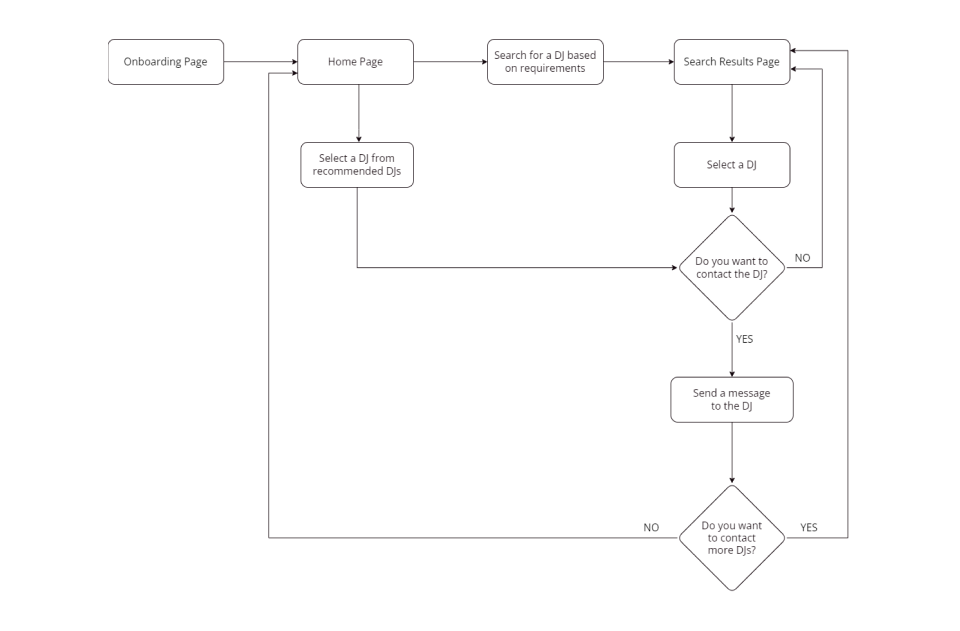 Onboarding Page
Home Page
Search for a DJ based
on requirements
Search Results Page
Select a DJ from
recommended DJs
Select a DJ
Do you want to
contact the DJ?
NO
YES
Send a message
to the DJ
NO
Do you want
to contact
more DJs?
YES